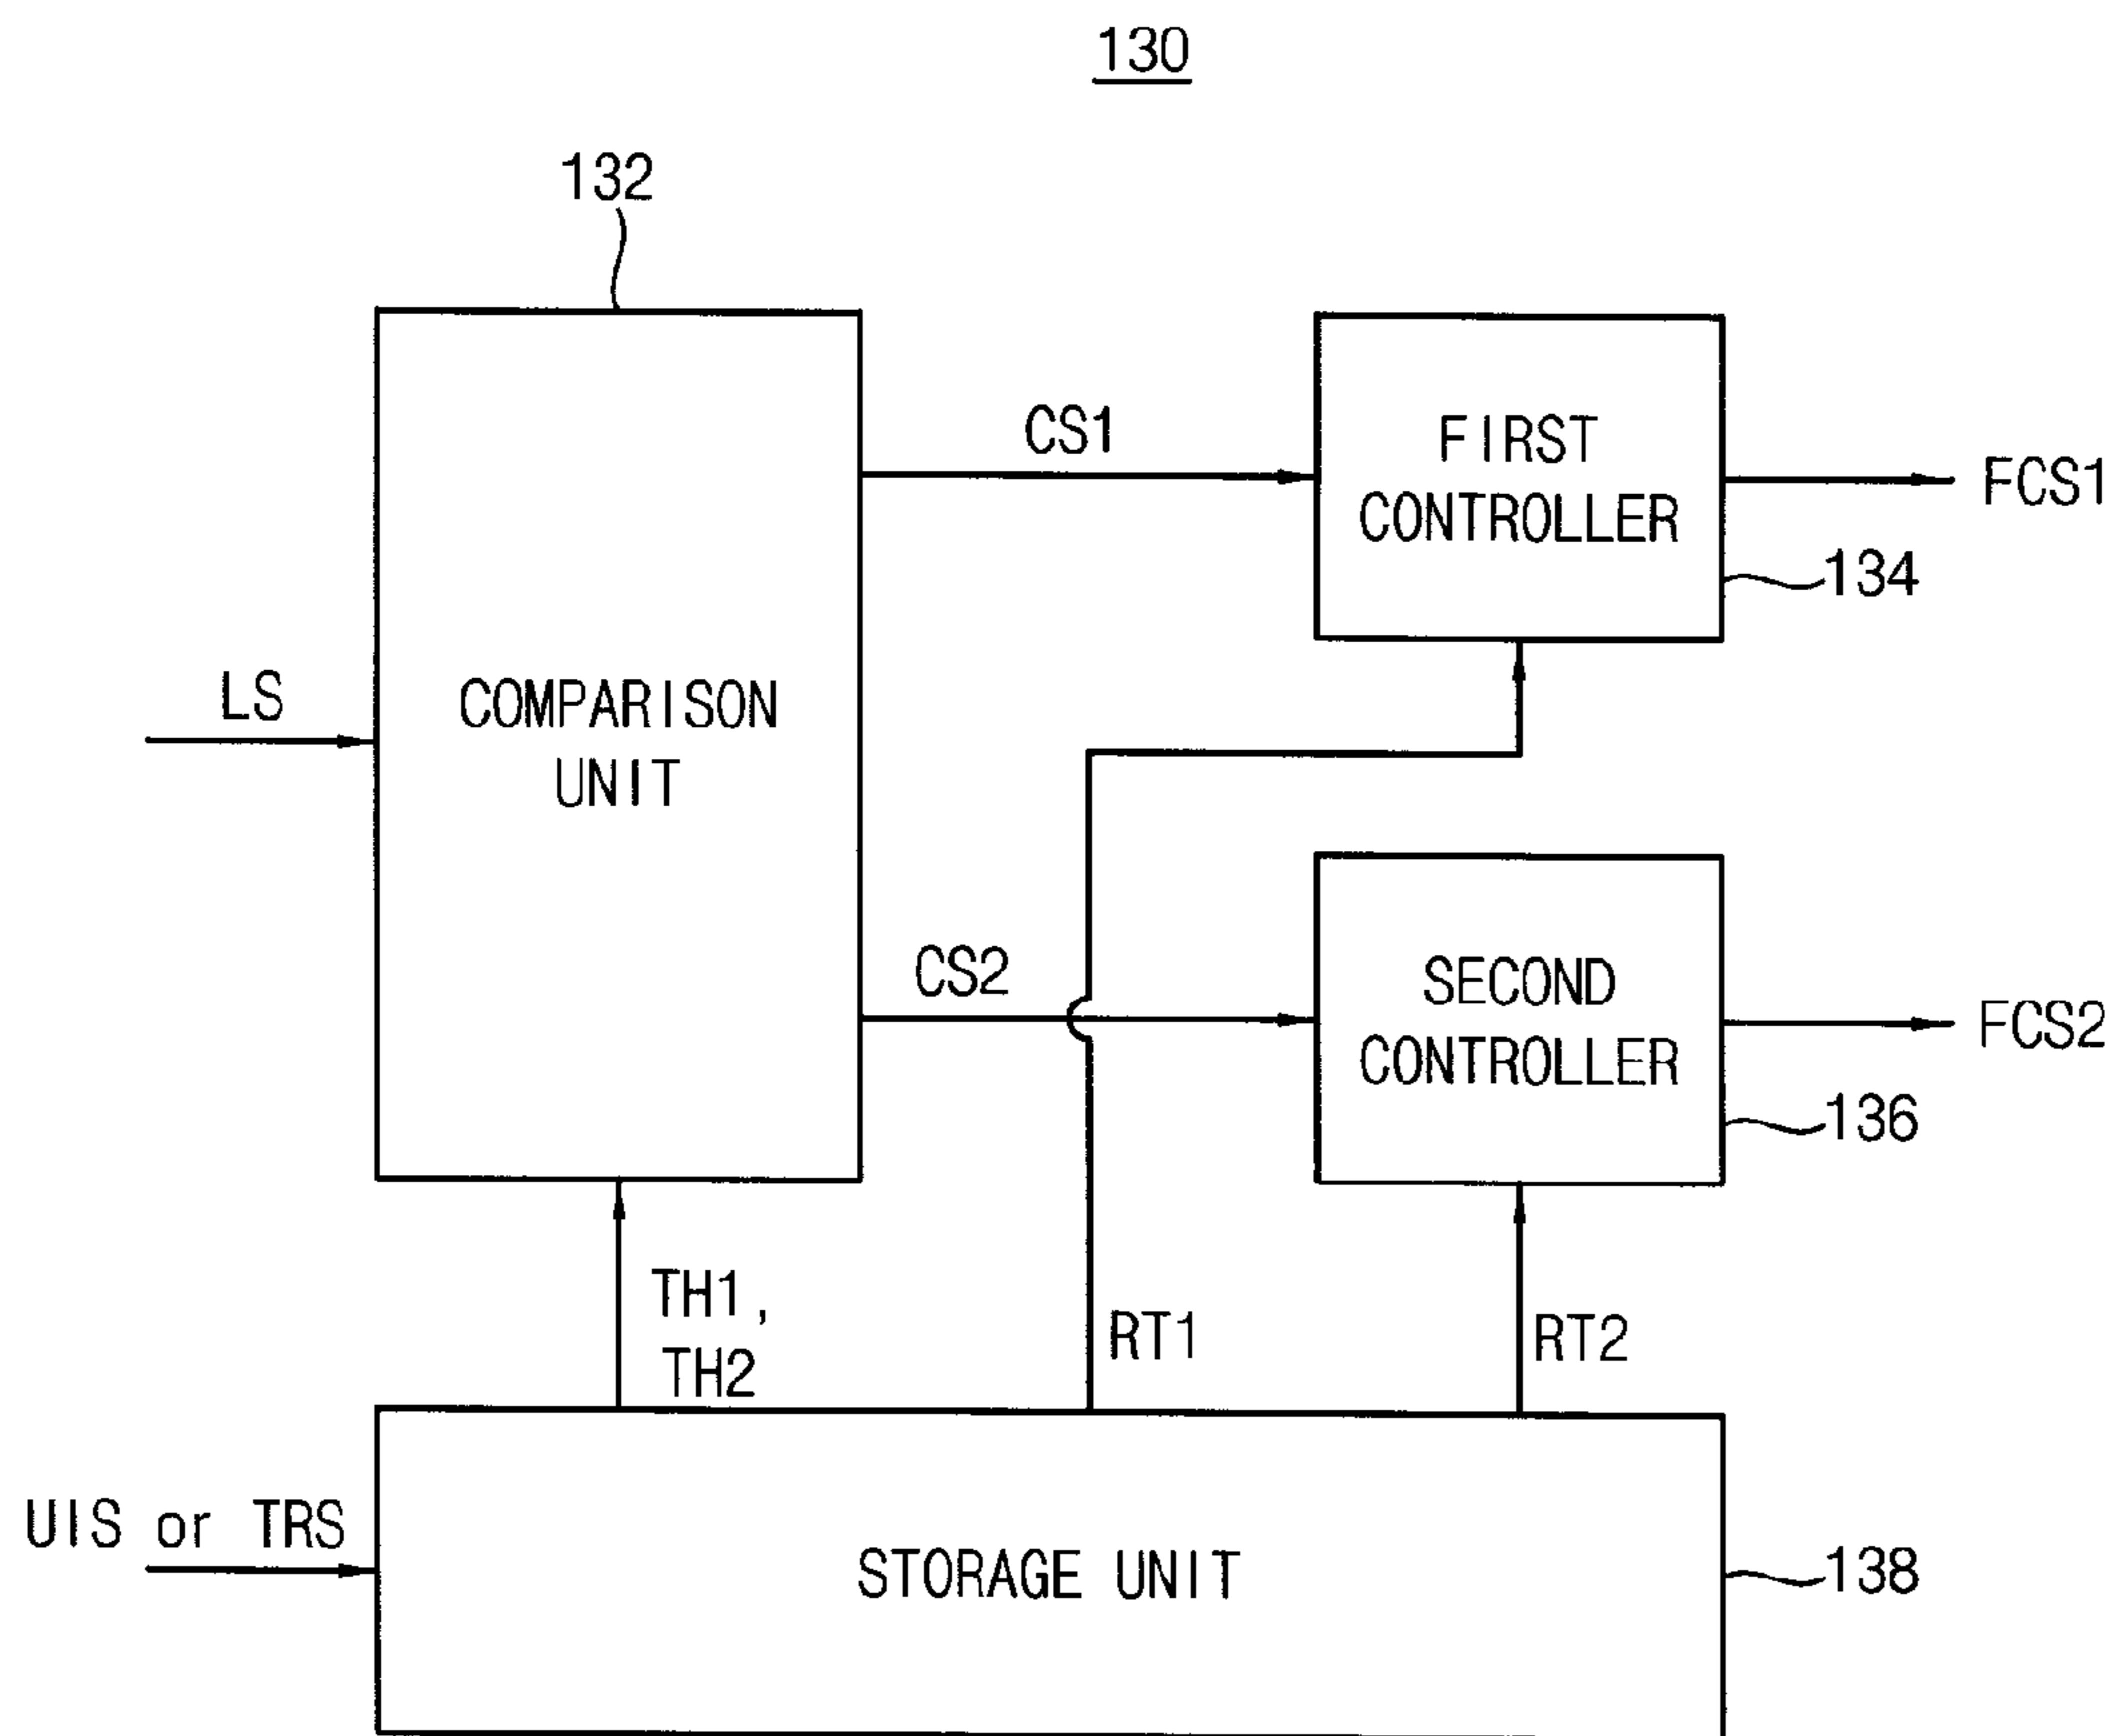 130
132
CS1
FIRST
CONTROLLER
FCS1
134
LS
COMPARISON
UNIT
CS2
SECOND
CONTROLLER
FCS2
136
TH1,
TH2
RT1
RT2
UIS or TRS
STORAGE UNIT
138